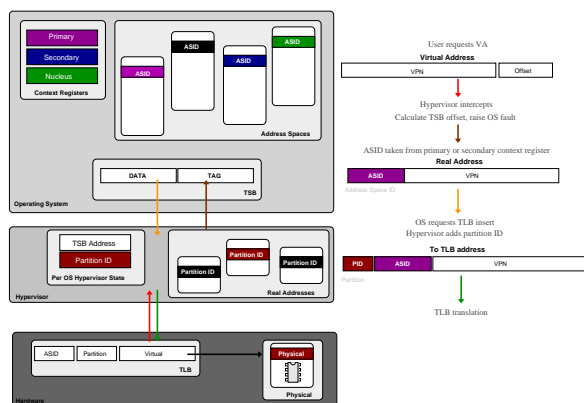 Primary
Secondary
Nucleus
Context Registers
ASID
ASID
ASID
ASID
Address Spaces
DATA
TAG
TSB
Operating System
TSB Address
Partition ID
Per OS Hypervisor State
Partition ID
Partition ID
Partition ID
Real Addresses
Hypervisor
ASID
Partition
Virtual
TLB
Physical
Physical
Hardware
User requests VA
Virtual Address
VPN
Offset
Hypervisor intercepts
Calculate TSB offset, raise OS fault
ASID taken from primary or secondary context register
Real Address
ASID
VPN
Address Space ID
OS requests TLB insert
Hypervisor adds partition ID
To TLB address
PID
ASID
VPN
Partition
TLB translation